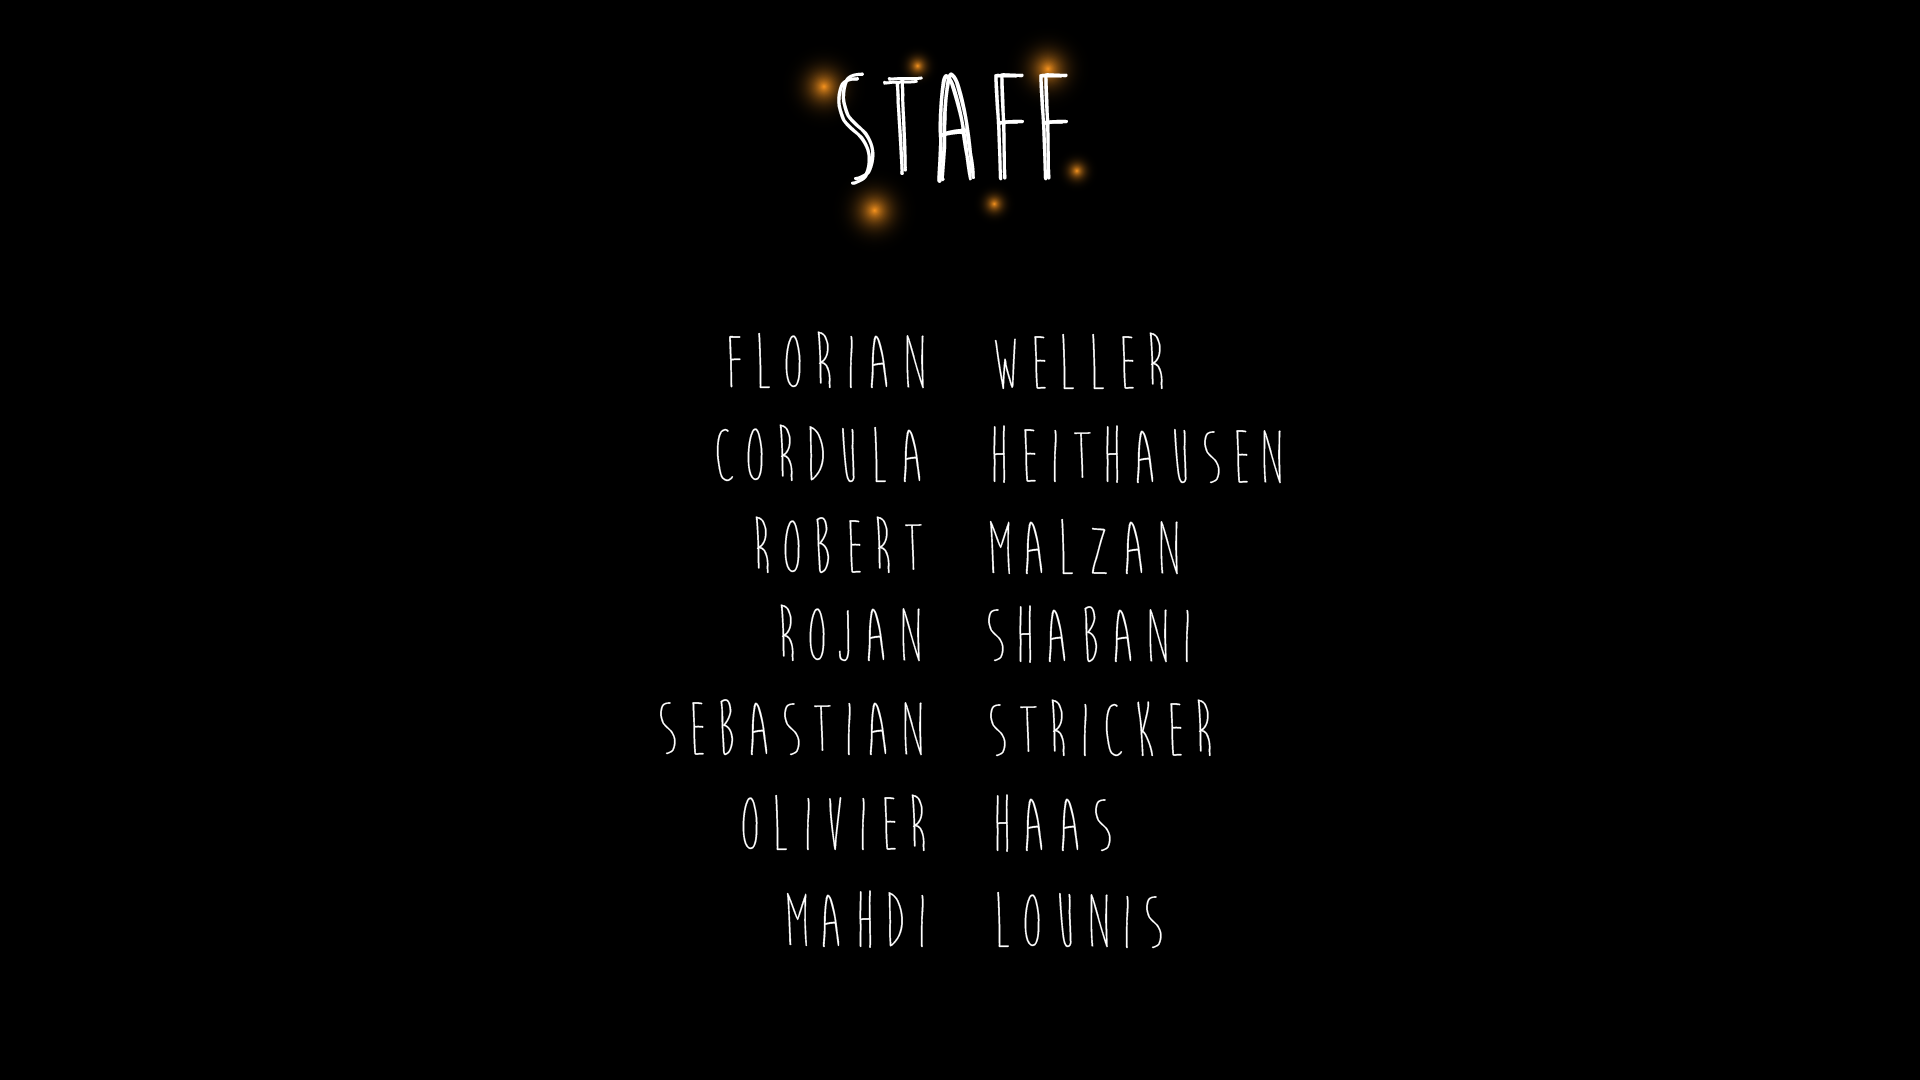 STAFF
FLORIAN WELLER
CORDULA HEITHAUSEN
ROBERT MALZAN
ROJAN SHABANI
SEBASTIAN STRICKER
OLIVIER HAAS
MAHDI LOUNIS